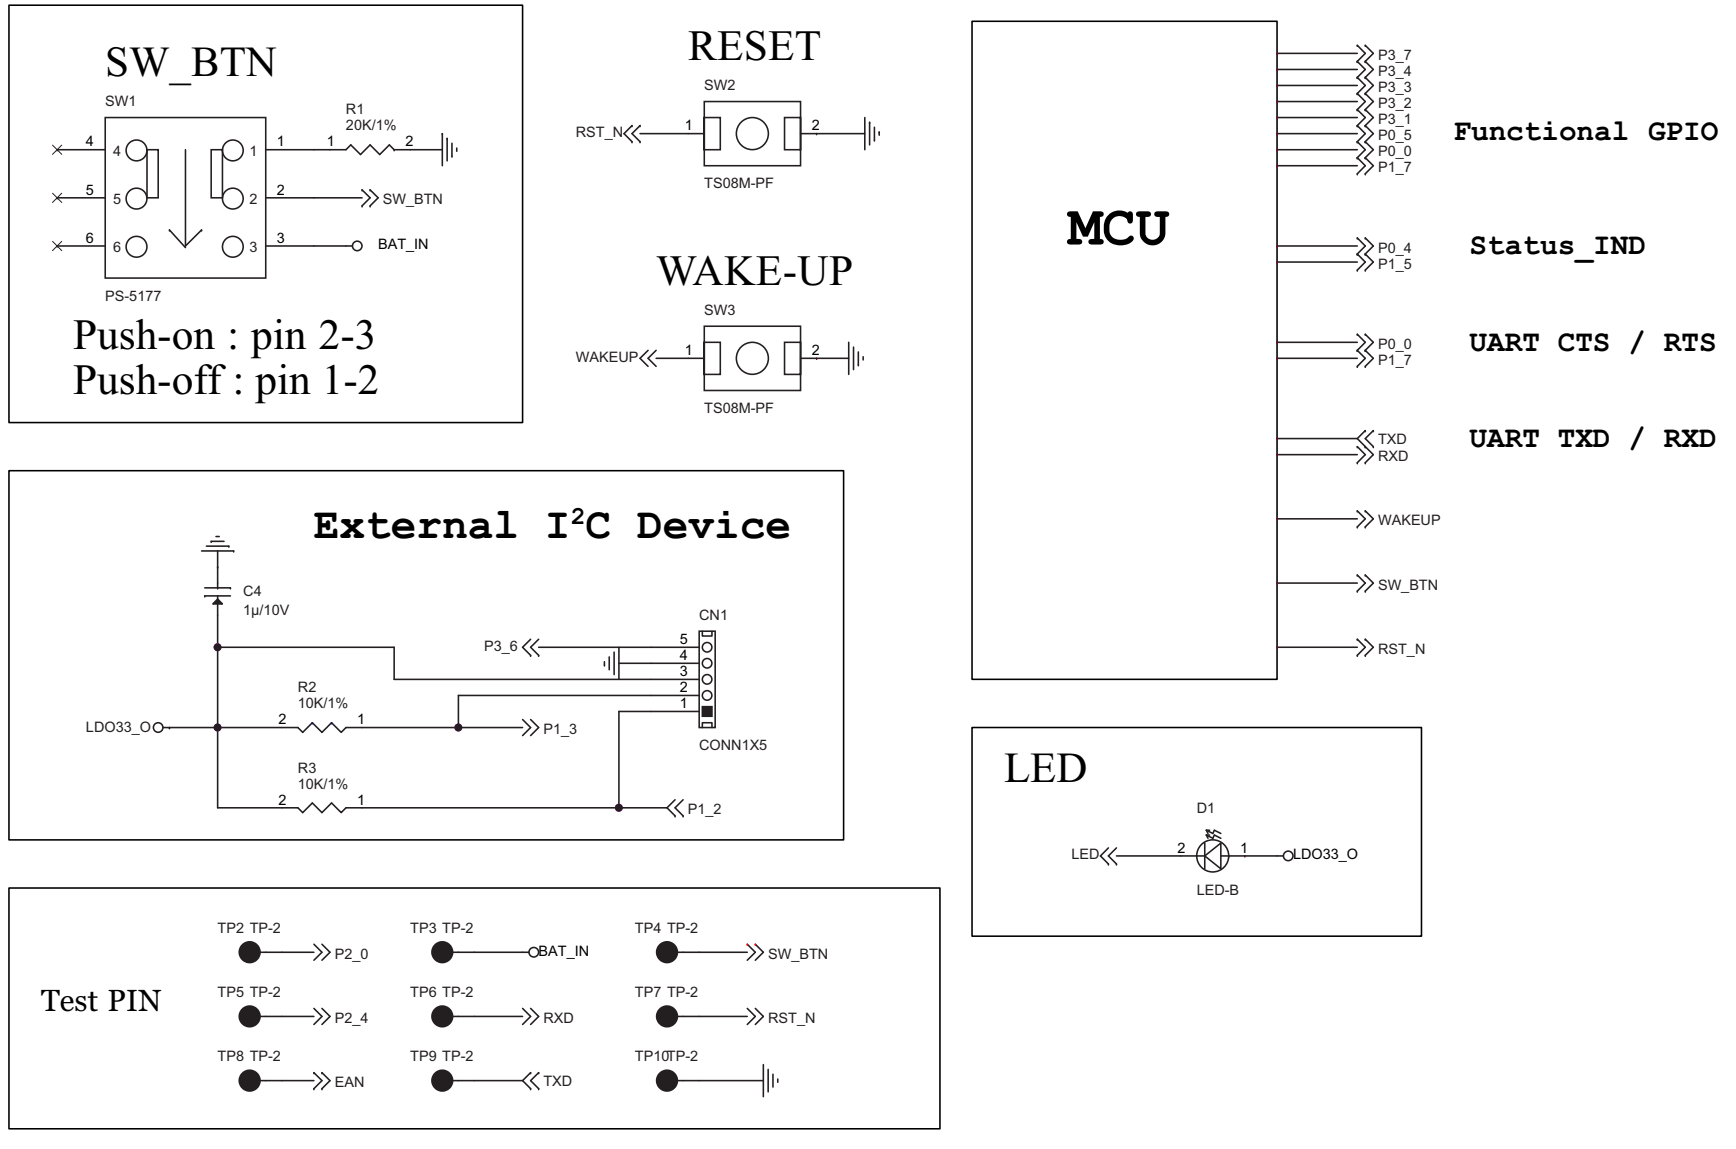 SW_BTN
SW1
R1
20K/1%
4
4
1
1
1
2
5
5
2
2
SW_BTN
6
6
3
3
BAT_IN
PS-5177
Push-on : pin 2-3
Push-off : pin 1-2
RESET
SW2
RST_N
1
2
TS08M-PF
WAKE-UP
SW3
WAKEUP
1
2
TS08M-PF
MCU
P3_7
P3_4
P3_3
P3_2
P3_1
P0_5
P0_0
P1_7
Functional GPIO
P0_4
P1_5
Status_IND
P0_0
P1_7
UART CTS / RTS
TXD
RXD
UART TXD / RXD
WAKEUP
SW_BTN
RST_N
External I²C Device
C4
1µ/10V
CN1
P3_6
5
4
3
2
1
CONN1X5
R2
10K/1%
LDO33_O
2
1
P1_3
R3
10K/1%
2
1
P1_2
LED
D1
LED
2
1
LDO33_O
LED-B
Test PIN
TP2 TP-2
P2_0
TP3 TP-2
BAT_IN
TP4 TP-2
SW_BTN
TP5 TP-2
P2_4
TP6 TP-2
RXD
TP7 TP-2
RST_N
TP8 TP-2
EAN
TP9 TP-2
TXD
TP10TP-2